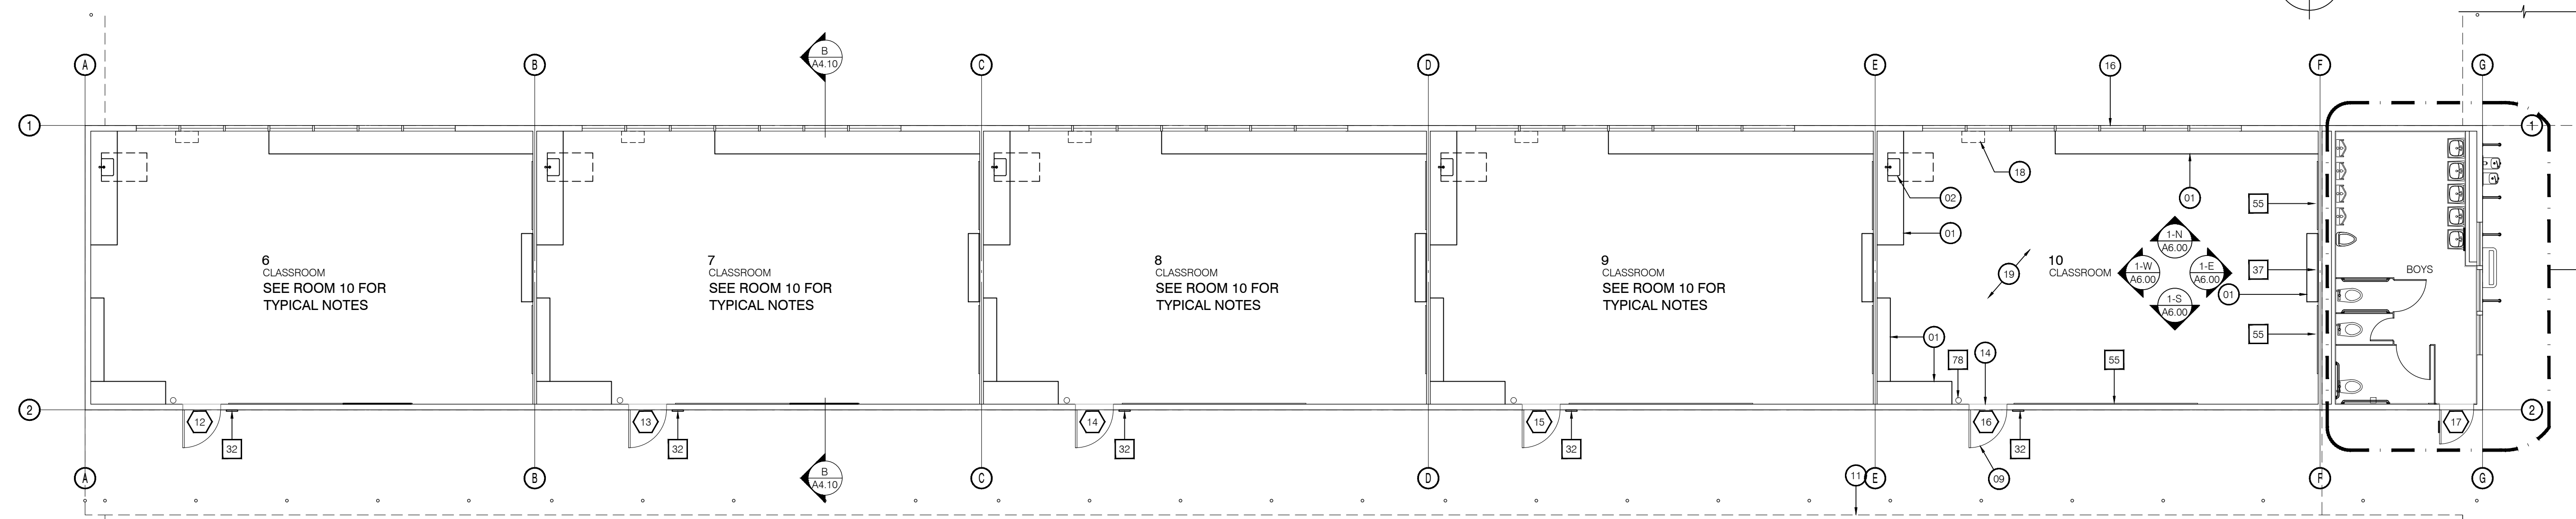 B
A4.10
A
B
C
D
E
16
F
G
1
1
18
02
01
55
01
6
CLASSROOM
SEE ROOM 10 FOR
TYPICAL NOTES
7
CLASSROOM
SEE ROOM 10 FOR
TYPICAL NOTES
8
CLASSROOM
SEE ROOM 10 FOR
TYPICAL NOTES
9
CLASSROOM
SEE ROOM 10 FOR
TYPICAL NOTES
10
CLASSROOM
19
1-N
A6.00
1-W
A6.00
1-E
A6.00
1-S
A6.00
37
01
55
BOYS
01
78
14
55
2
2
12
32
13
32
14
32
15
32
16
32
17
A
B
B
A4.10
C
D
11
E
09
F
G